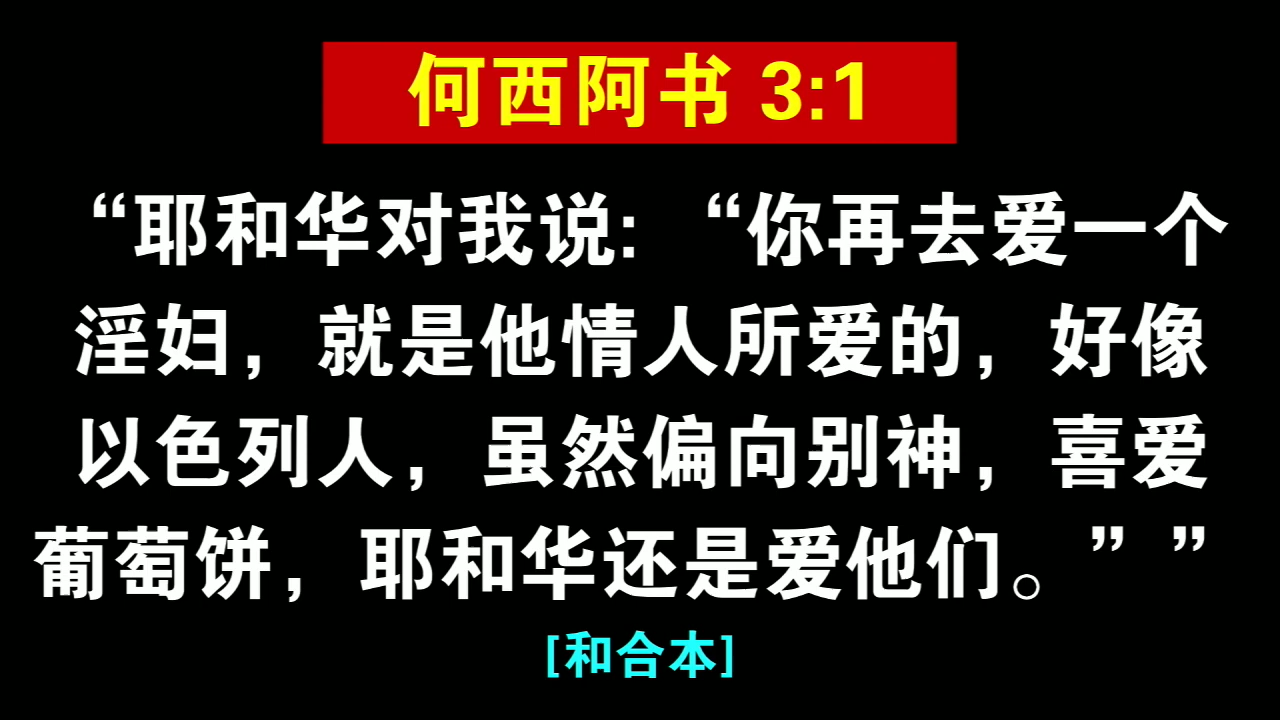 何西阿书 3:1
“耶和华对我说: “你再去爱一个
淫妇，就是他情人所爱的，好像
以色列人，虽然偏向别神，喜爱
葡萄饼，耶和华还是爱他们。””
[和合本]